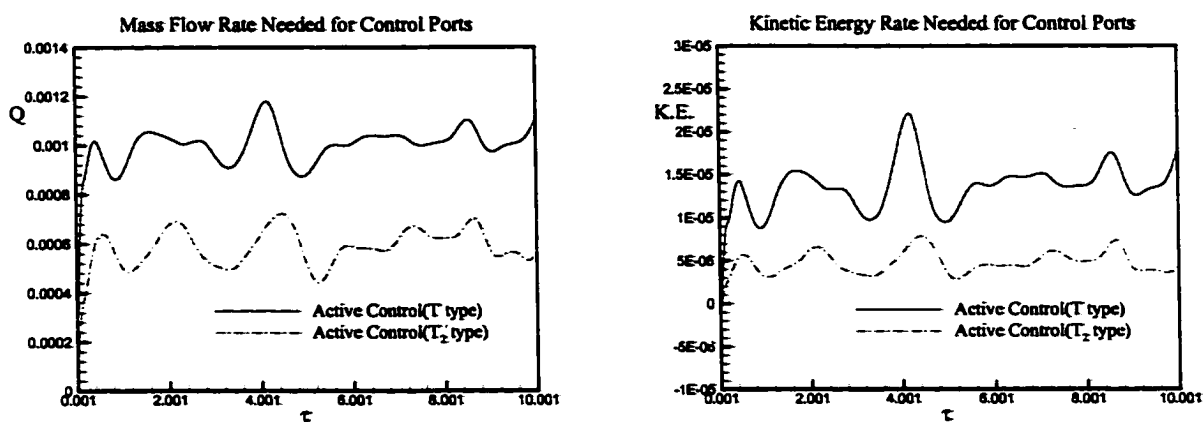 Mass Flow Rate Needed for Control Ports
0.0014
0.0012
Q
0.001
0.0008
0.0006
0.0004
0.0002
0
Active Control(T type)
Active Control(T₂ type)
0.001
2.001
4.001
6.001
8.001
10.001
τ
Kinetic Energy Rate Needed for Control Ports
3E-05
2.5E-05
K.E.
2E-05
1.5E-05
1E-05
5E-06
0
-5E-06
-1E-05
Active Control(T type)
Active Control(T₂ type)
0.001
2.001
4.001
6.001
8.001
10.001
τ